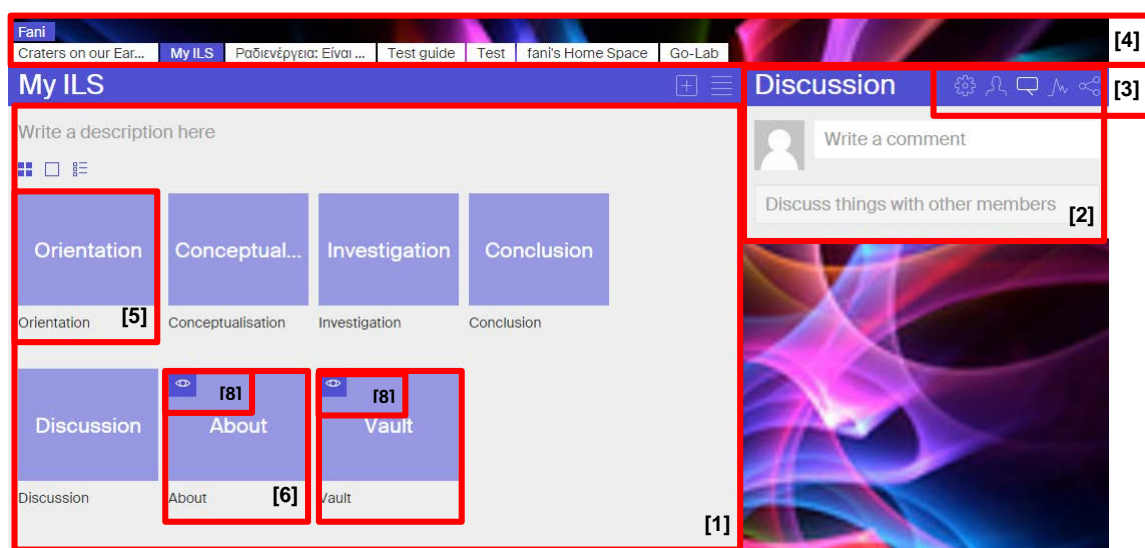 Fani
Craters on our Ear... My ILS Ραδιενέργεια: Είναι ... Test guide Test fani's Home Space Go-Lab
[4]
My ILS
Discussion
[3]
Write a description here
Write a comment
Discuss things with other members
[2]
Orientation Conceptual... Investigation Conclusion
Orientation [5] Conceptualisation Investigation Conclusion
[8] [8]
Discussion About Vault
Discussion About [6] Vault
[1]